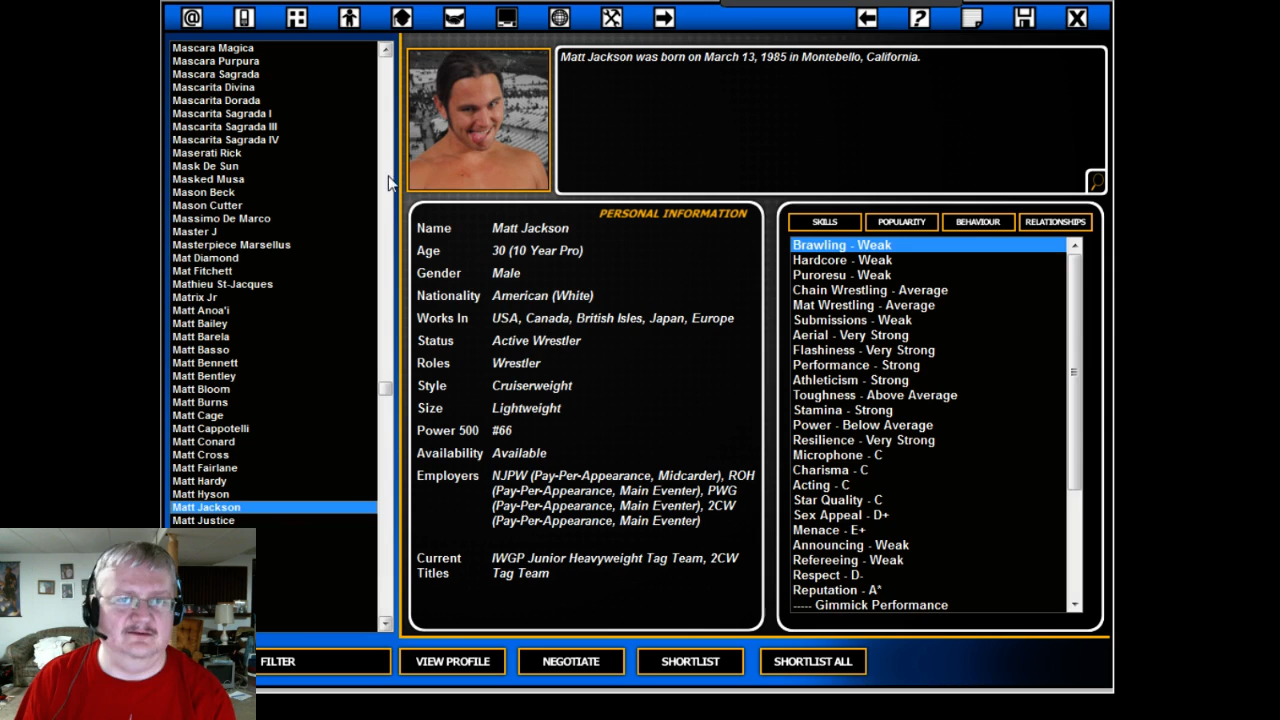 Mascara Magica
Mascara Purpura
Mascara Sagrada
Mascarita Divina
Mascarita Dorada
Mascarita Sagrada I
Mascarita Sagrada III
Mascarita Sagrada IV
Maserati Rick
Mask De Sun
Masked Musa
Mason Beck
Mason Cutter
Massimo De Marco
Master J
Masterpiece Marsellus
Mat Diamond
Mat Fitchett
Mathieu St-Jacques
Matrix Jr
Matt Anoa'i
Matt Bailey
Matt Barela
Matt Basso
Matt Bennett
Matt Bentley
Matt Bloom
Matt Burns
Matt Cage
Matt Cappotelli
Matt Conard
Matt Cross
Matt Fairlane
Matt Hardy
Matt Hyson
Matt Jackson
Matt Justice
FILTER
Matt Jackson was born on March 13, 1985 in Montebello, California.
PERSONAL INFORMATION
Name Matt Jackson
Age 30 (10 Year Pro)
Gender Male
Nationality American (White)
Works In USA, Canada, British Isles, Japan, Europe
Status Active Wrestler
Roles Wrestler
Style Cruiserweight
Size Lightweight
Power 500 #66
Availability Available
Employers NJPW (Pay-Per-Appearance, Midcarder), ROH
(Pay-Per-Appearance, Main Eventer), PWG
(Pay-Per-Appearance, Main Eventer), 2CW
(Pay-Per-Appearance, Main Eventer)
Current IWGP Junior Heavyweight Tag Team, 2CW
Titles Tag Team
SKILLS POPULARITY BEHAVIOUR RELATIONSHIPS
Brawling - Weak
Hardcore - Weak
Puroresu - Weak
Chain Wrestling - Average
Mat Wrestling - Average
Submissions - Weak
Aerial - Very Strong
Flashiness - Very Strong
Performance - Strong
Athleticism - Strong
Toughness - Above Average
Stamina - Strong
Power - Below Average
Resilience - Very Strong
Microphone - C
Charisma - C
Acting - C
Star Quality - C
Sex Appeal - D+
Menace - E+
Announcing - Weak
Refereeing - Weak
Respect - D-
Reputation - A*
----- Gimmick Performance
VIEW PROFILE NEGOTIATE SHORTLIST SHORTLIST ALL